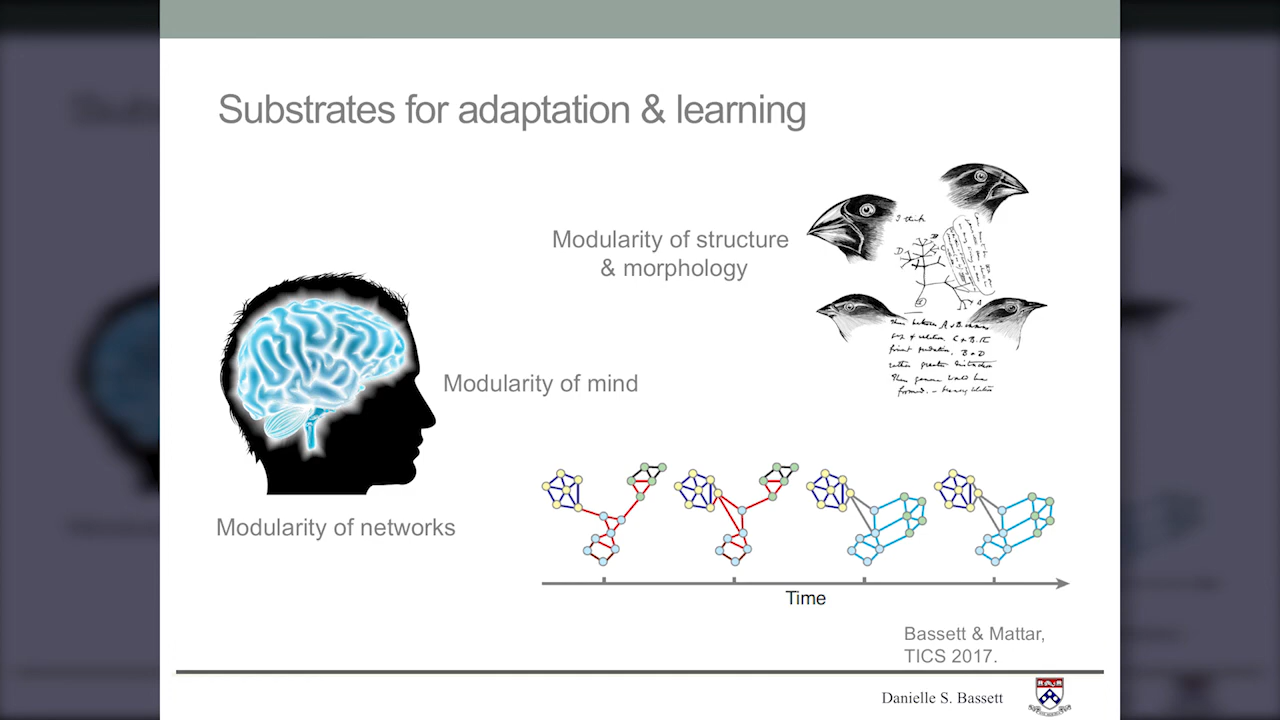 Substrates for adaptation & learning
Modularity of structure
& morphology
I think
Modularity of mind
Modularity of networks
Time
Bassett & Mattar,
TICS 2017.
Danielle S. Bassett